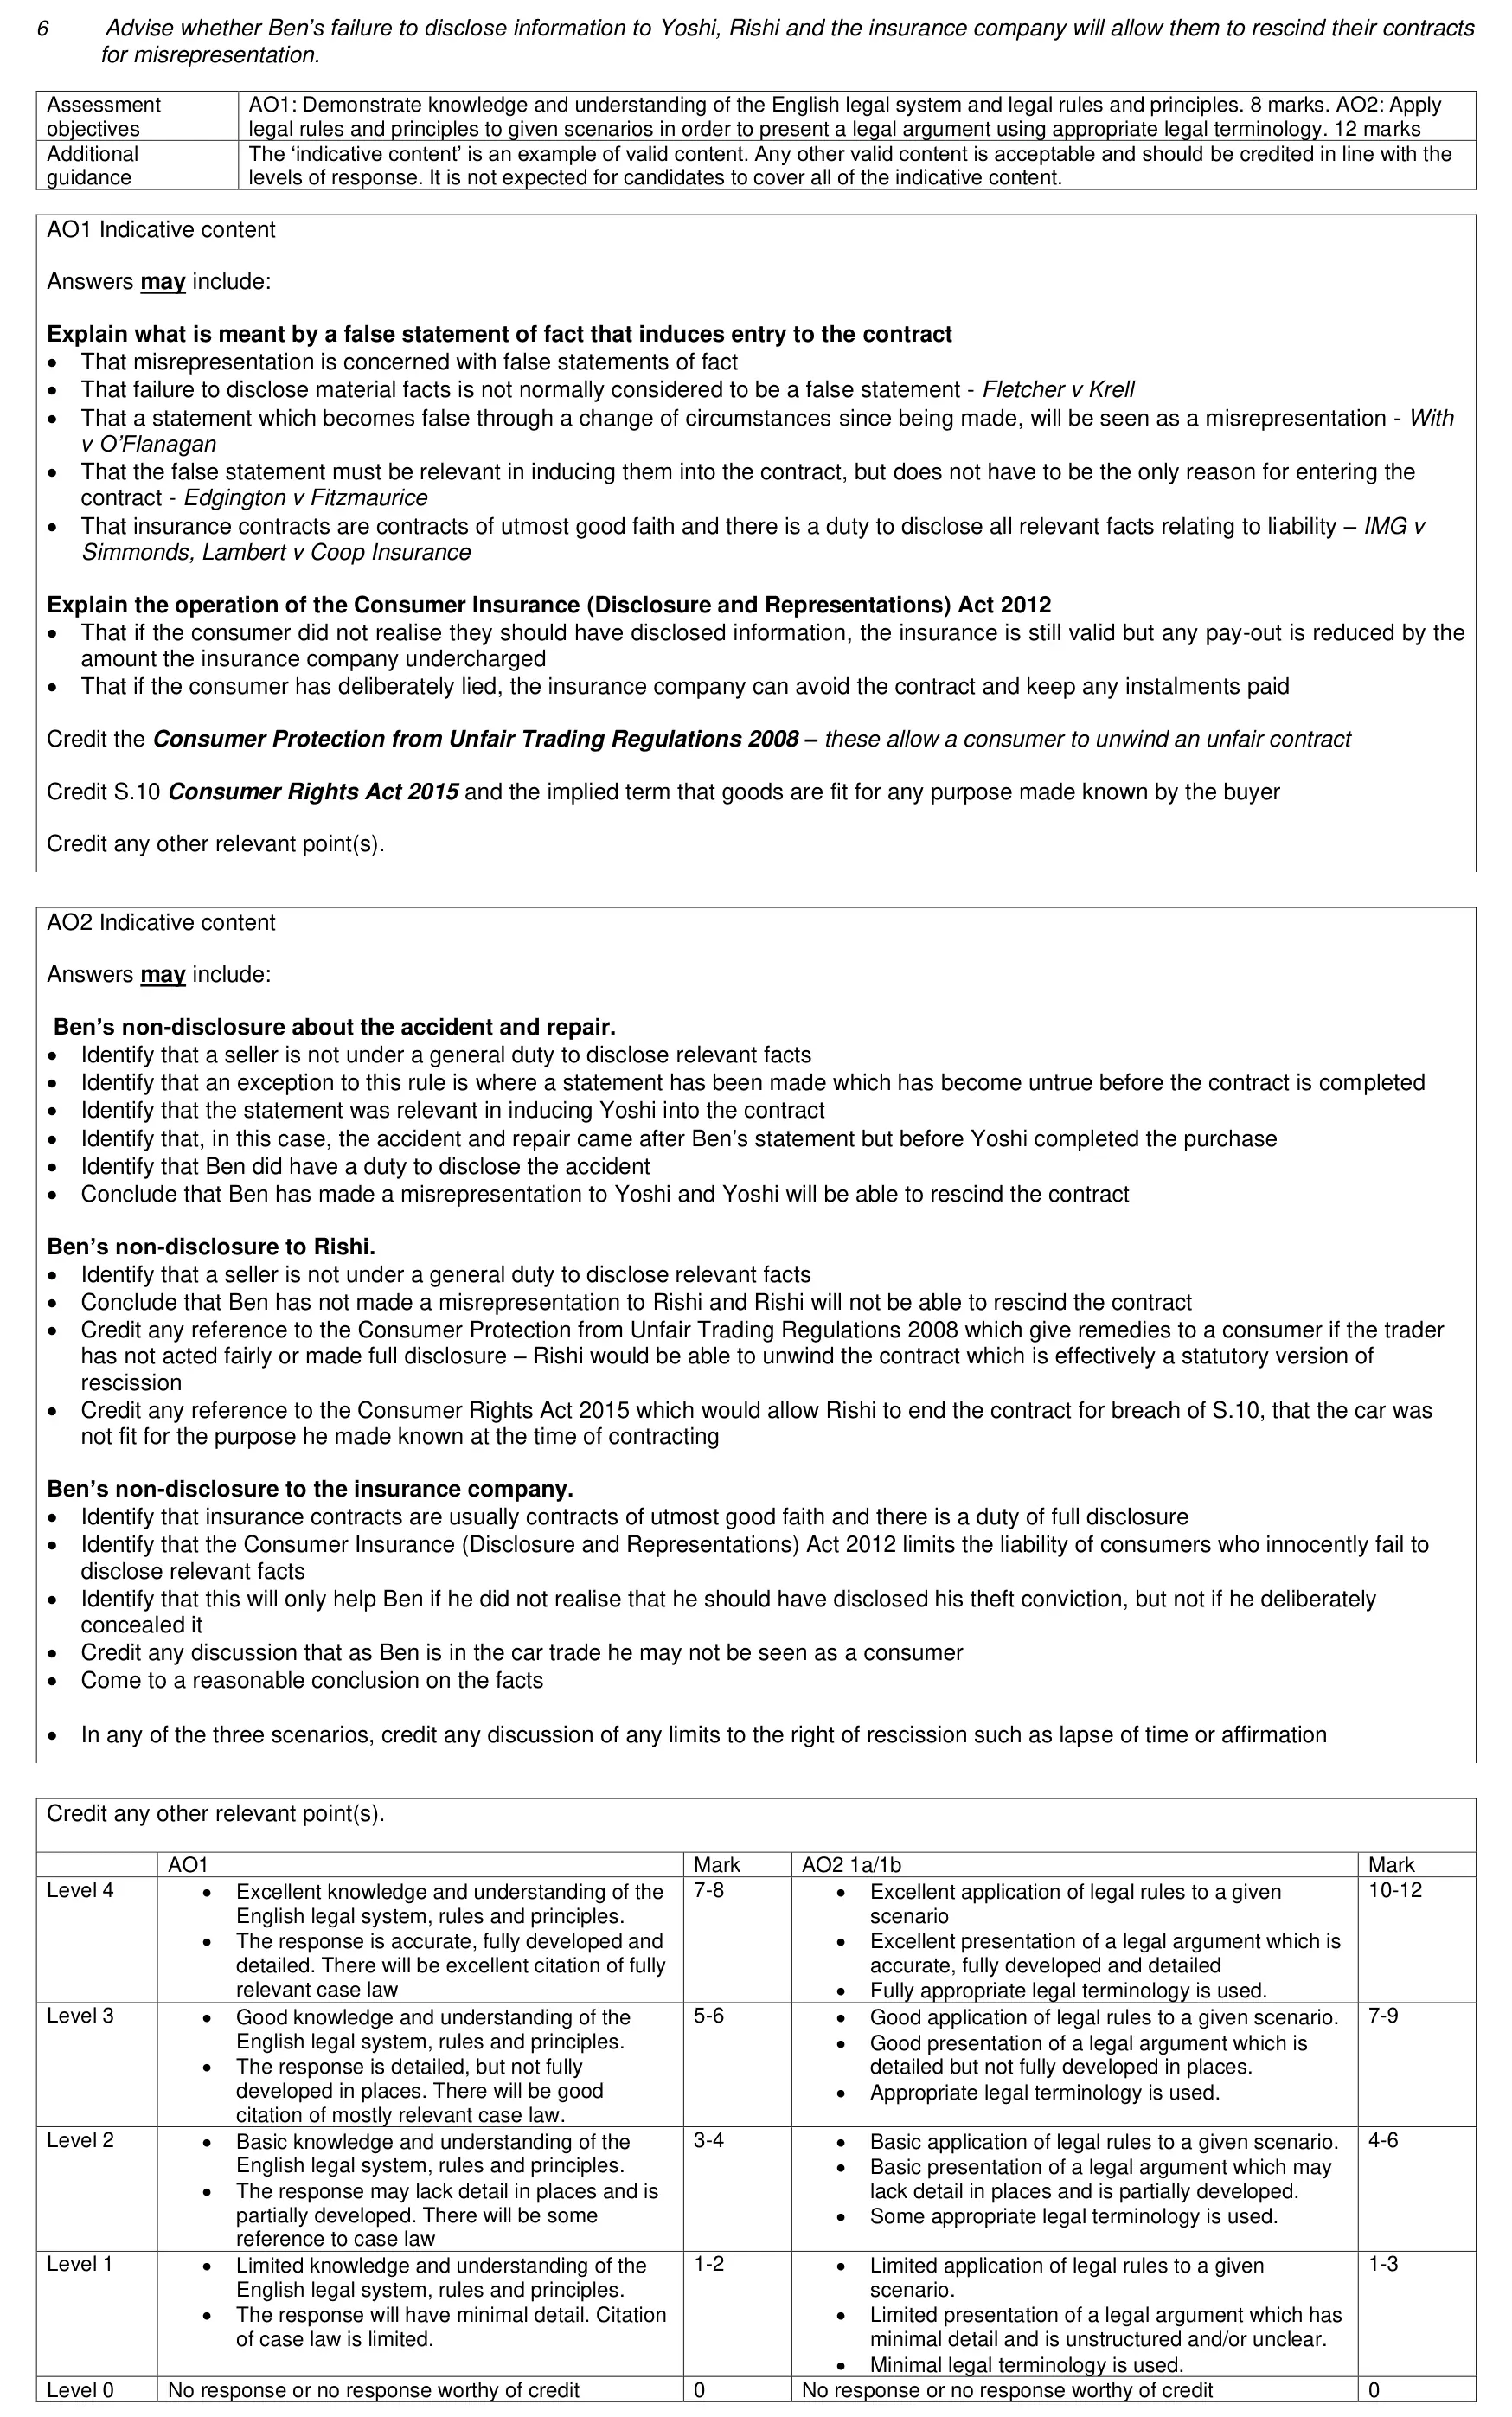 6 Advise whether Ben’s failure to disclose information to Yoshi, Rishi and the insurance company will allow them to rescind their contracts
for misrepresentation.
Assessment
objectives
AO1: Demonstrate knowledge and understanding of the English legal system and legal rules and principles. 8 marks. AO2: Apply
legal rules and principles to given scenarios in order to present a legal argument using appropriate legal terminology. 12 marks
Additional
guidance
The ‘indicative content’ is an example of valid content. Any other valid content is acceptable and should be credited in line with the
levels of response. It is not expected for candidates to cover all of the indicative content.
AO1 Indicative content
Answers may include:
Explain what is meant by a false statement of fact that induces entry to the contract
• That misrepresentation is concerned with false statements of fact
• That failure to disclose material facts is not normally considered to be a false statement - Fletcher v Krell
• That a statement which becomes false through a change of circumstances since being made, will be seen as a misrepresentation - With
v O’Flanagan
• That the false statement must be relevant in inducing them into the contract, but does not have to be the only reason for entering the
contract - Edgington v Fitzmaurice
• That insurance contracts are contracts of utmost good faith and there is a duty to disclose all relevant facts relating to liability – IMG v
Simmonds, Lambert v Coop Insurance
Explain the operation of the Consumer Insurance (Disclosure and Representations) Act 2012
• That if the consumer did not realise they should have disclosed information, the insurance is still valid but any pay-out is reduced by the
amount the insurance company undercharged
• That if the consumer has deliberately lied, the insurance company can avoid the contract and keep any instalments paid
Credit the Consumer Protection from Unfair Trading Regulations 2008 – these allow a consumer to unwind an unfair contract
Credit S.10 Consumer Rights Act 2015 and the implied term that goods are fit for any purpose made known by the buyer
Credit any other relevant point(s).
AO2 Indicative content
Answers may include:
Ben’s non-disclosure about the accident and repair.
• Identify that a seller is not under a general duty to disclose relevant facts
• Identify that an exception to this rule is where a statement has been made which has become untrue before the contract is completed
• Identify that the statement was relevant in inducing Yoshi into the contract
• Identify that, in this case, the accident and repair came after Ben’s statement but before Yoshi completed the purchase
• Identify that Ben did have a duty to disclose the accident
• Conclude that Ben has made a misrepresentation to Yoshi and Yoshi will be able to rescind the contract
Ben’s non-disclosure to Rishi.
• Identify that a seller is not under a general duty to disclose relevant facts
• Conclude that Ben has not made a misrepresentation to Rishi and Rishi will not be able to rescind the contract
• Credit any reference to the Consumer Protection from Unfair Trading Regulations 2008 which give remedies to a consumer if the trader
has not acted fairly or made full disclosure – Rishi would be able to unwind the contract which is effectively a statutory version of
rescission
• Credit any reference to the Consumer Rights Act 2015 which would allow Rishi to end the contract for breach of S.10, that the car was
not fit for the purpose he made known at the time of contracting
Ben’s non-disclosure to the insurance company.
• Identify that insurance contracts are usually contracts of utmost good faith and there is a duty of full disclosure
• Identify that the Consumer Insurance (Disclosure and Representations) Act 2012 limits the liability of consumers who innocently fail to
disclose relevant facts
• Identify that this will only help Ben if he did not realise that he should have disclosed his theft conviction, but not if he deliberately
concealed it
• Credit any discussion that as Ben is in the car trade he may not be seen as a consumer
• Come to a reasonable conclusion on the facts
• In any of the three scenarios, credit any discussion of any limits to the right of rescission such as lapse of time or affirmation
Credit any other relevant point(s).
AO1 Mark AO2 1a/1b Mark
Level 4
• Excellent knowledge and understanding of the
English legal system, rules and principles.
• The response is accurate, fully developed and
detailed. There will be excellent citation of fully
relevant case law
7-8
• Excellent application of legal rules to a given
scenario
• Excellent presentation of a legal argument which is
accurate, fully developed and detailed
• Fully appropriate legal terminology is used.
10-12
Level 3
• Good knowledge and understanding of the
English legal system, rules and principles.
• The response is detailed, but not fully
developed in places. There will be good
citation of mostly relevant case law.
5-6
• Good application of legal rules to a given scenario.
• Good presentation of a legal argument which is
detailed but not fully developed in places.
• Appropriate legal terminology is used.
7-9
Level 2
• Basic knowledge and understanding of the
English legal system, rules and principles.
• The response may lack detail in places and is
partially developed. There will be some
reference to case law
3-4
• Basic application of legal rules to a given scenario.
• Basic presentation of a legal argument which may
lack detail in places and is partially developed.
• Some appropriate legal terminology is used.
4-6
Level 1
• Limited knowledge and understanding of the
English legal system, rules and principles.
• The response will have minimal detail. Citation
of case law is limited.
1-2
• Limited application of legal rules to a given
scenario.
• Limited presentation of a legal argument which has
minimal detail and is unstructured and/or unclear.
• Minimal legal terminology is used.
1-3
Level 0
No response or no response worthy of credit
0
No response or no response worthy of credit
0